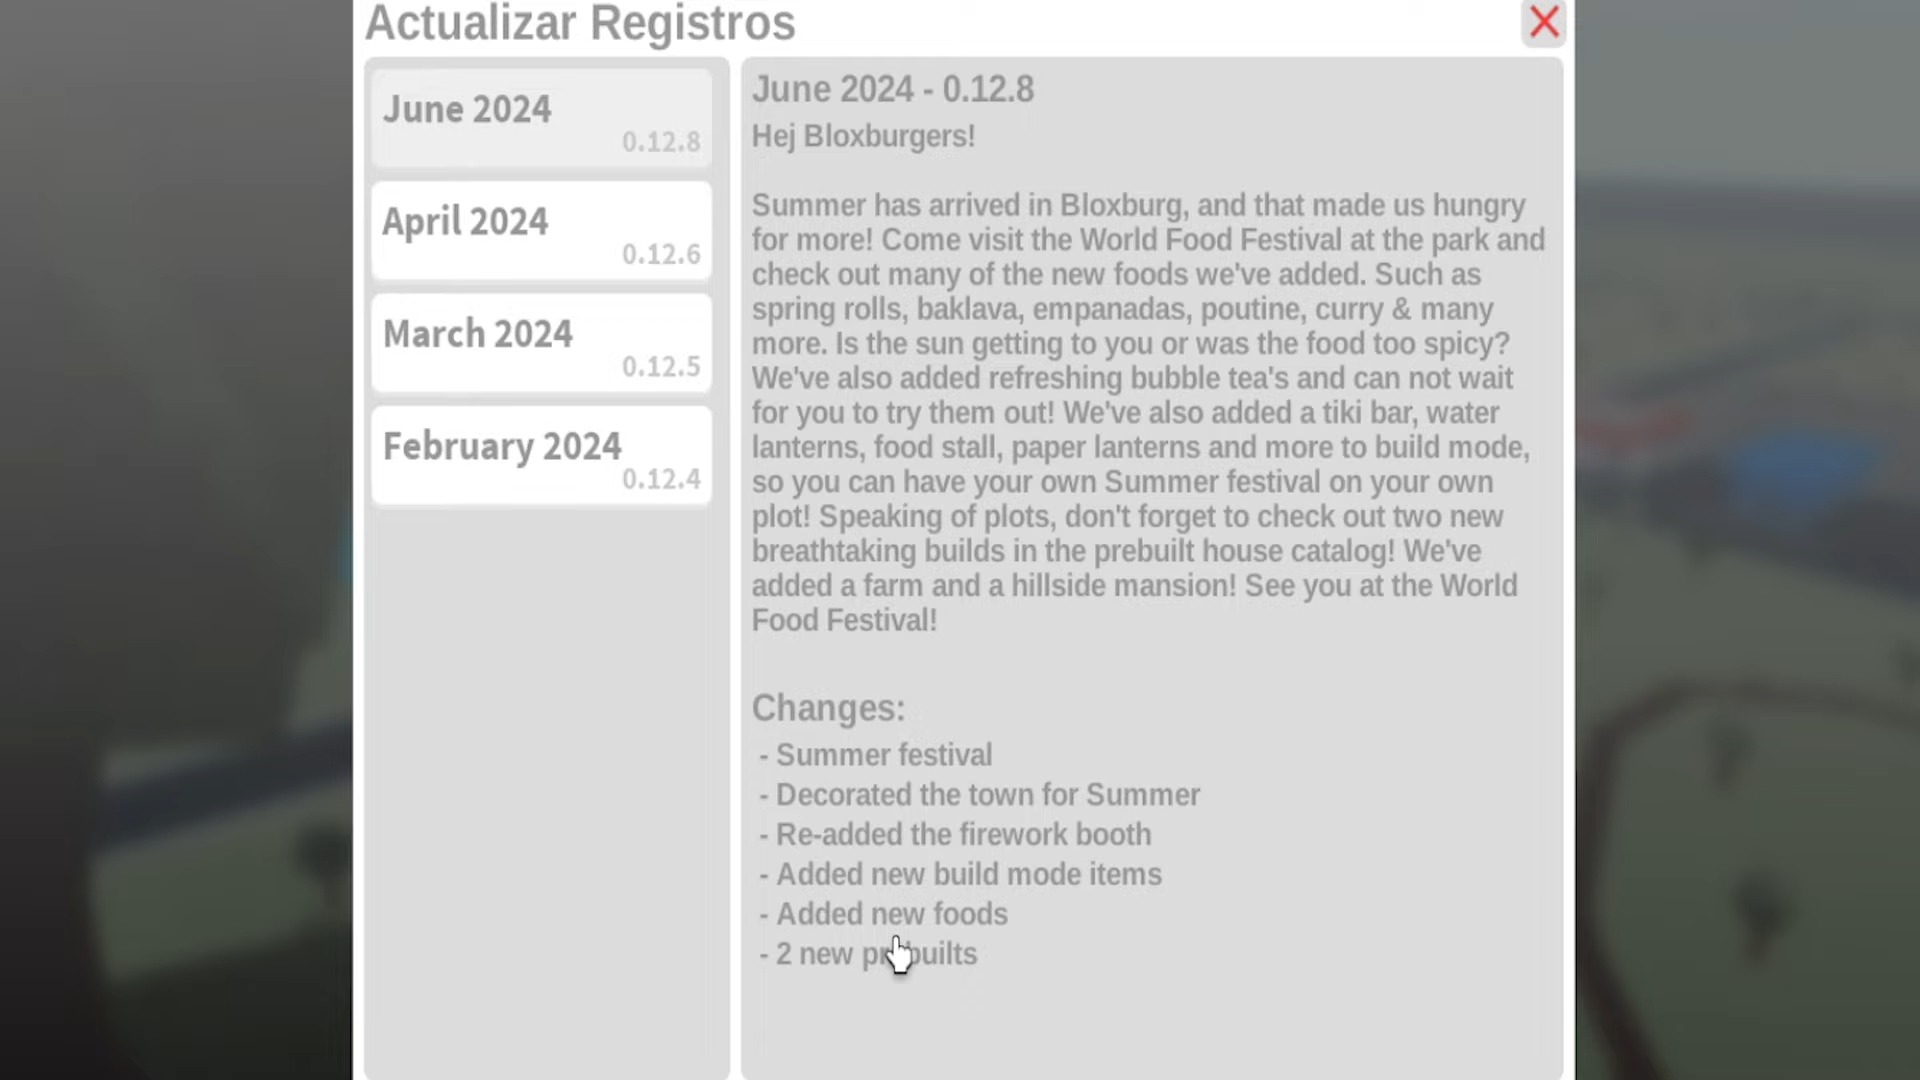 Actualizar Registros
June 2024
0.12.8
April 2024
0.12.6
March 2024
0.12.5
February 2024
0.12.4
June 2024 - 0.12.8
Hej Bloxburgers!
Summer has arrived in Bloxburg, and that made us hungry
for more! Come visit the World Food Festival at the park and
check out many of the new foods we've added. Such as
spring rolls, baklava, empanadas, poutine, curry & many
more. Is the sun getting to you or was the food too spicy?
We've also added refreshing bubble tea's and can not wait
for you to try them out! We've also added a tiki bar, water
lanterns, food stall, paper lanterns and more to build mode,
so you can have your own Summer festival on your own
plot! Speaking of plots, don't forget to check out two new
breathtaking builds in the prebuilt house catalog! We've
added a farm and a hillside mansion! See you at the World
Food Festival!
Changes:
- Summer festival
- Decorated the town for Summer
- Re-added the firework booth
- Added new build mode items
- Added new foods
- 2 new prebuilts